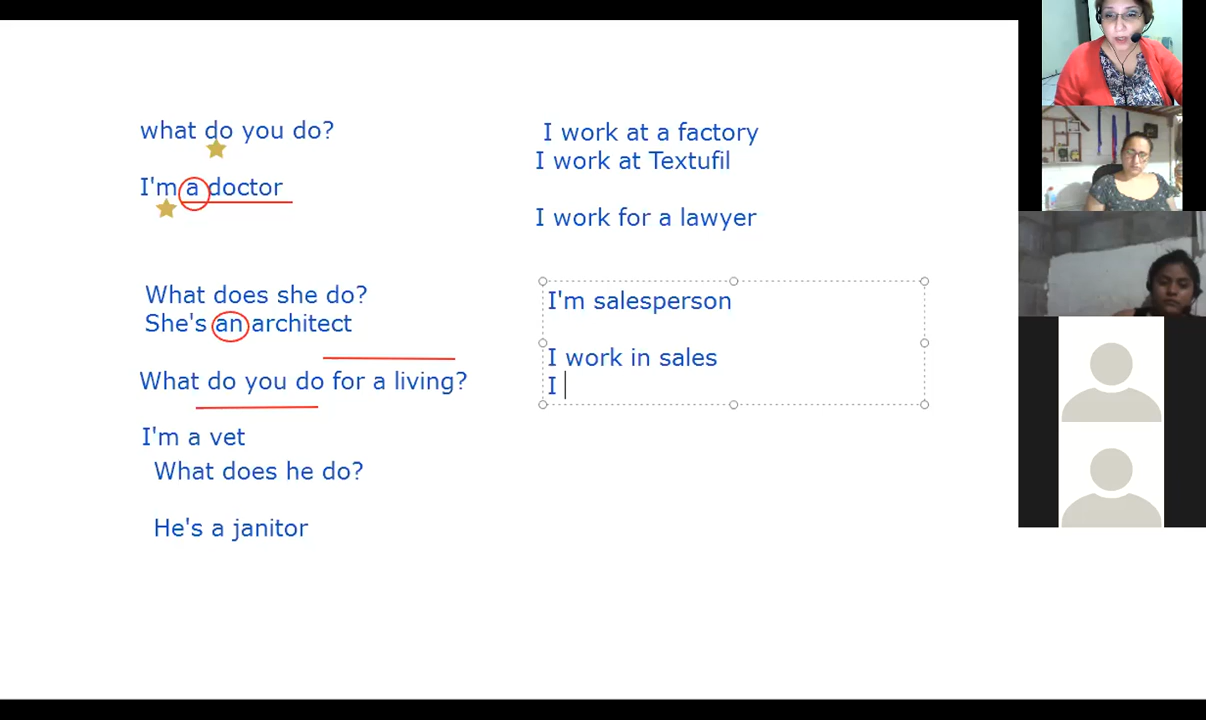 what do you do?
I'm a doctor
What does she do?
She's an architect
What do you do for a living?
I'm a vet
What does he do?
He's a janitor
I work at a factory
I work at Textufil
I work for a lawyer
I'm salesperson
I work in sales
I